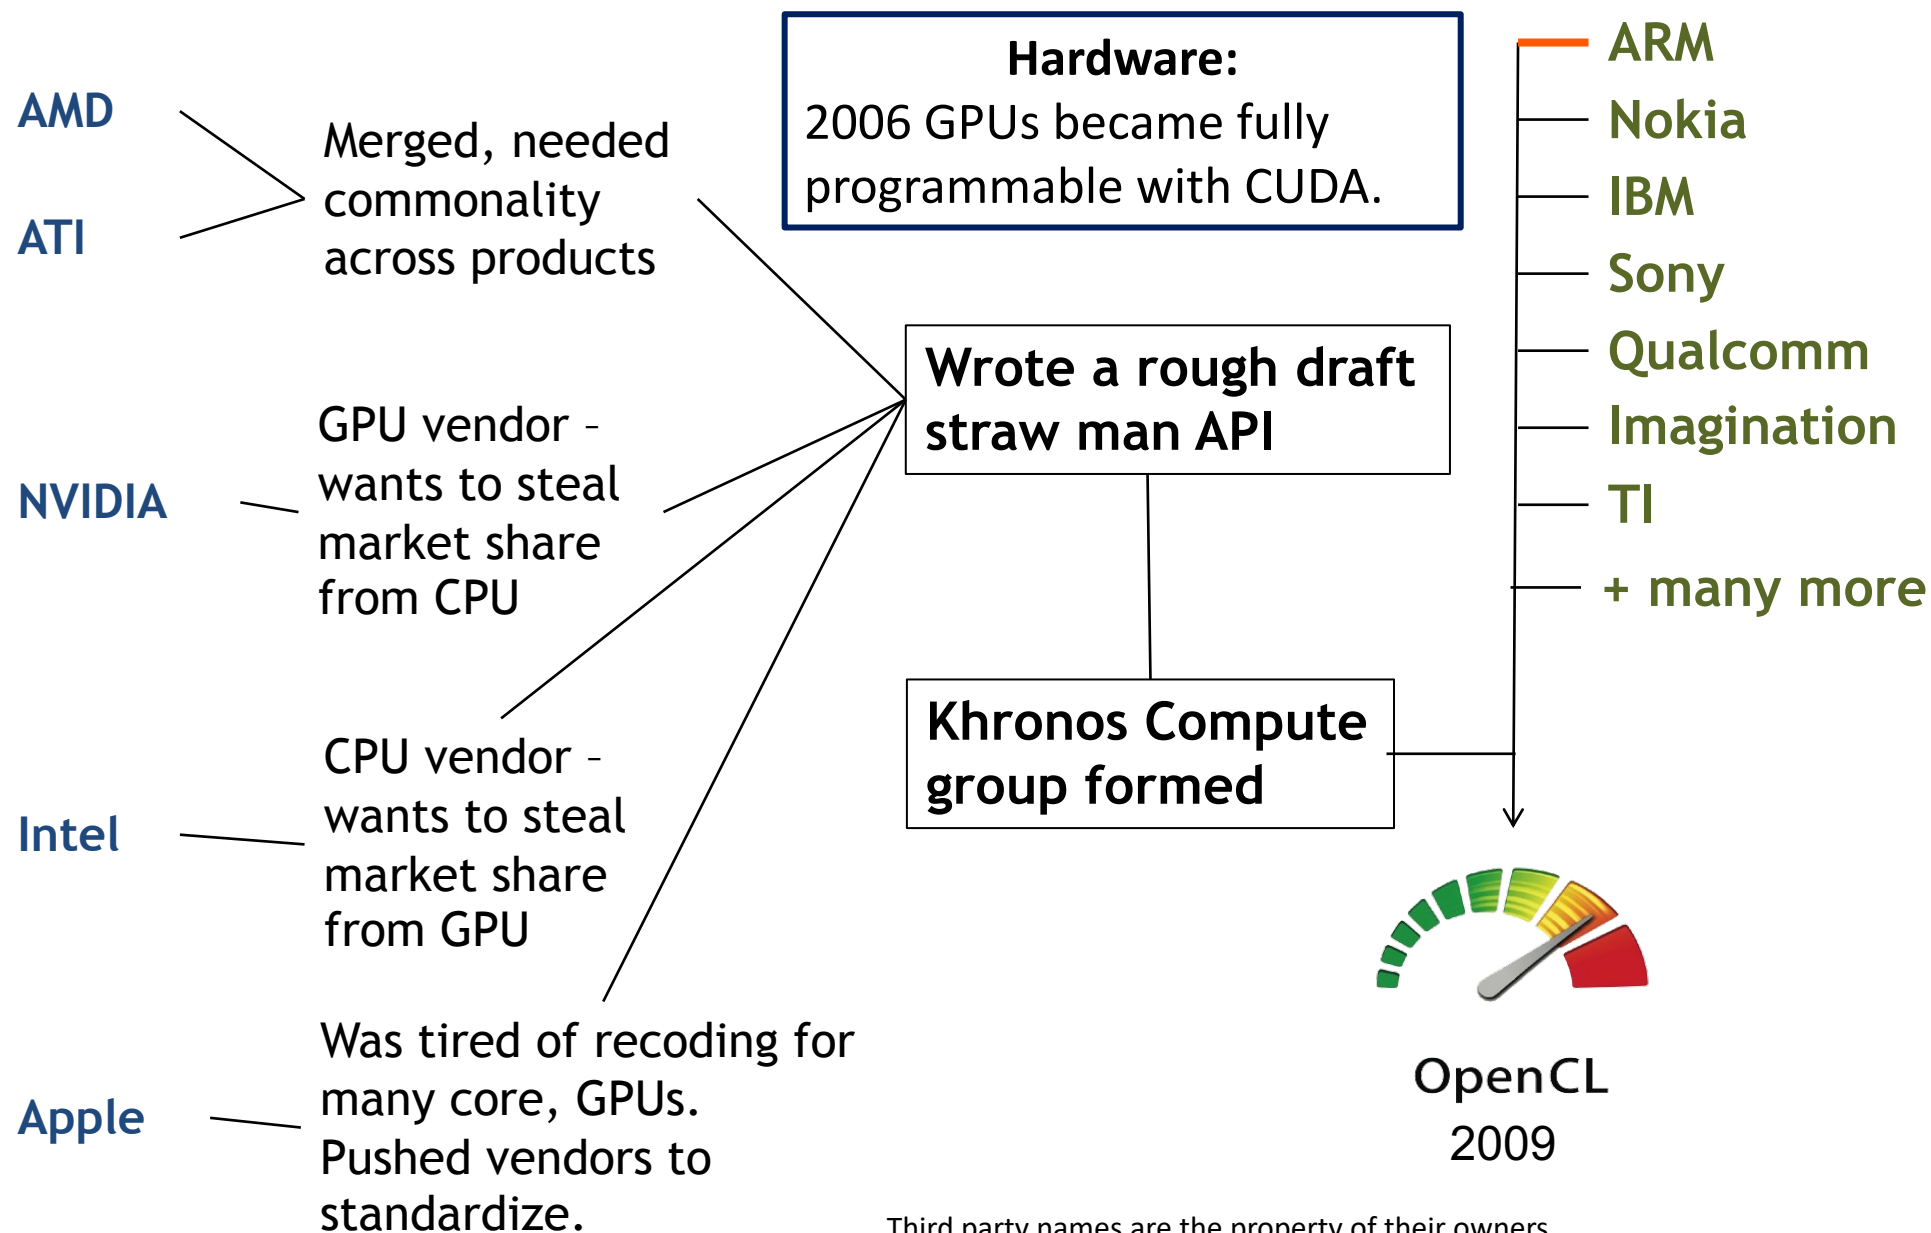 AMD
ATI
Merged, needed
commonality
across products
NVIDIA
GPU vendor –
wants to steal
market share
from CPU
Intel
CPU vendor –
wants to steal
market share
from GPU
Apple
Was tired of recoding for
many core, GPUs.
Pushed vendors to
standardize.
Hardware:
2006 GPUs became fully
programmable with CUDA.
Wrote a rough draft
straw man API
Khronos Compute
group formed
ARM
Nokia
IBM
Sony
Qualcomm
Imagination
TI
+ many more
OpenCL
2009
Third party names are the property of their owners